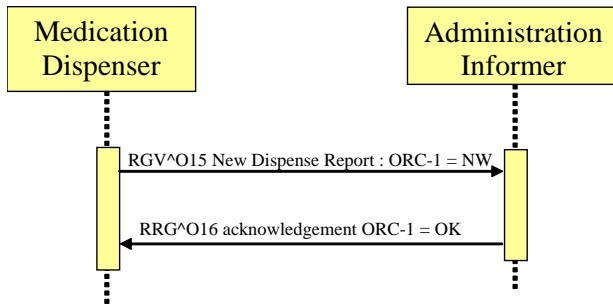 Medication
Dispenser
Administration
Informer
RGV^O15 New Dispense Report : ORC-1 = NW
RRG^O16 acknowledgement ORC-1 = OK